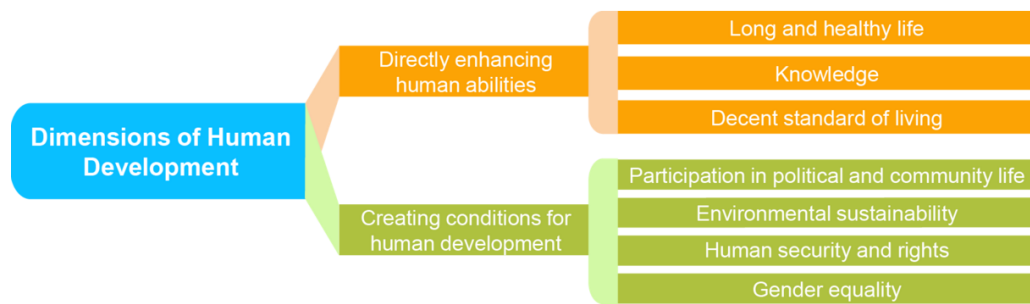 Dimensions of Human
Development
Directly enhancing
human abilities
Long and healthy life
Knowledge
Decent standard of living
Creating conditions for
human development
Participation in political and community life
Environmental sustainability
Human security and rights
Gender equality